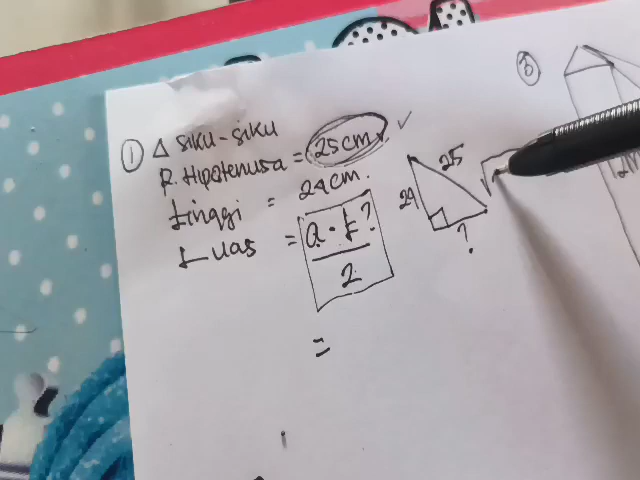 ① Δ siku-siku
P. Hipotenusa = 25 cm ✓
tinggi = 24 cm.
Luas = a · t ?
2
=
25
24
?
③